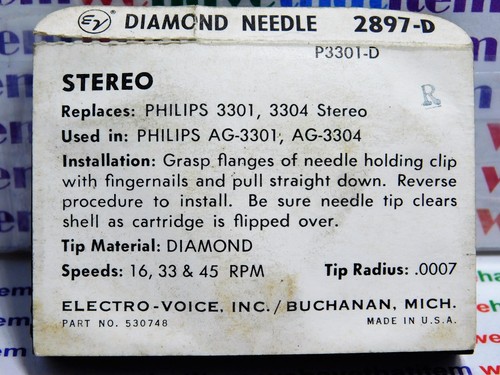 EV DIAMOND NEEDLE 2897-D
P3301-D
STEREO
R
Replaces: PHILIPS 3301, 3304 Stereo
Used in: PHILIPS AG-3301, AG-3304
Installation: Grasp flanges of needle holding clip
with fingernails and pull straight down. Reverse
procedure to install. Be sure needle tip clears
shell as cartridge is flipped over.
Tip Material: DIAMOND
Speeds: 16, 33 & 45 RPM Tip Radius: .0007
ELECTRO-VOICE, INC./BUCHANAN, MICH.
PART NO. 530748 MADE IN U.S.A.